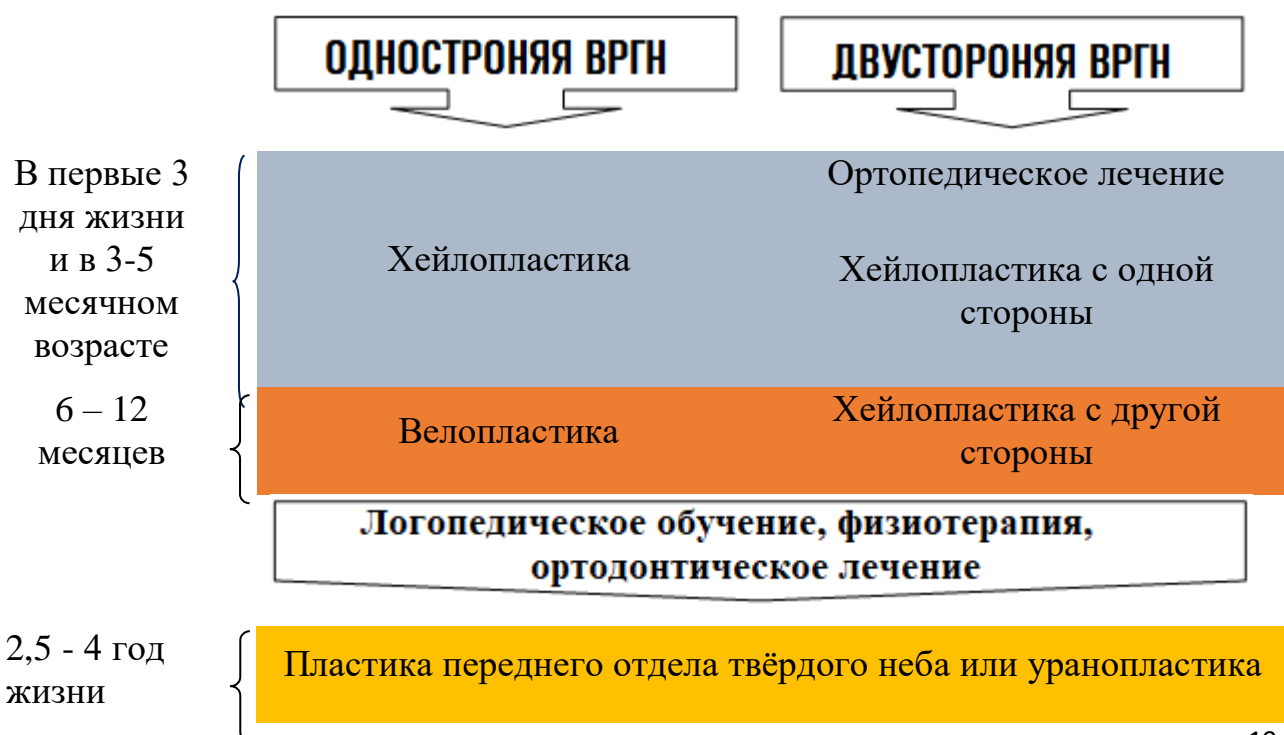 ОДНОСТРОНЯЯ ВРГН
ДВУСТОРОНЯЯ ВРГН
В первые 3
дня жизни
и в 3-5
месячном
возрасте
Хейлопластика
Ортопедическое лечение
Хейлопластика с одной
стороны
6 – 12
месяцев
Велопластика
Хейлопластика с другой
стороны
Логопедическое обучение, физиотерапия,
ортодонтическое лечение
2,5 - 4 год
жизни
Пластика переднего отдела твёрдого неба или уранопластика